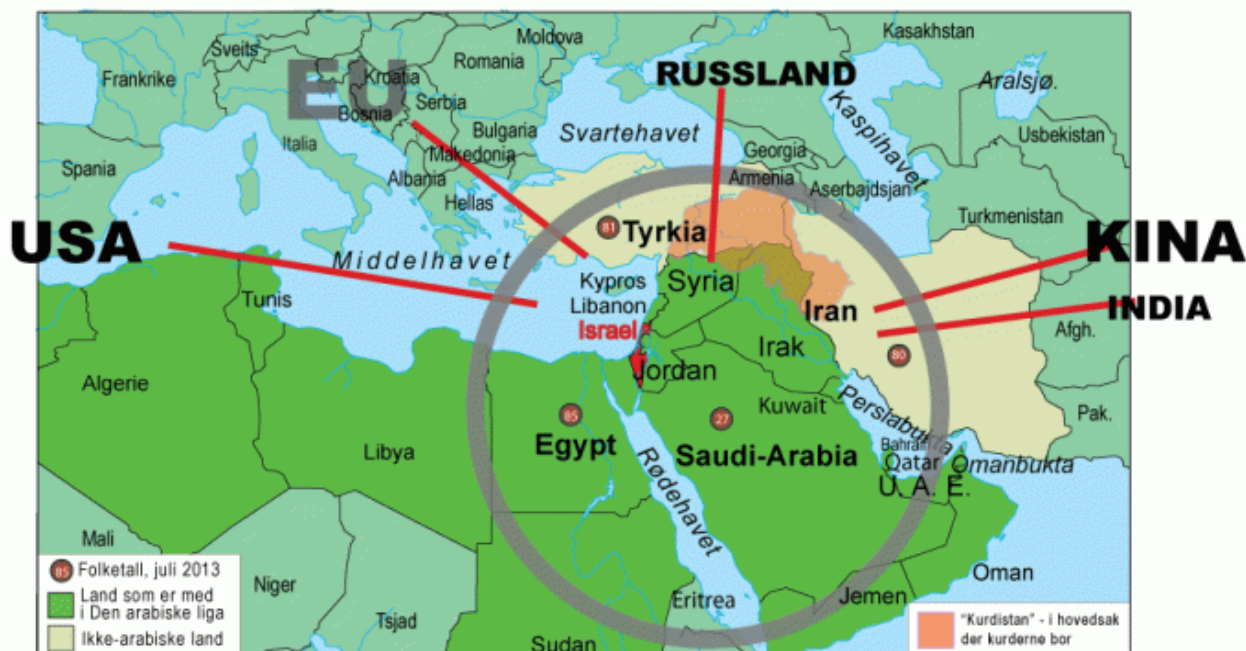 Moldova
Kasakhstan
Sveits
Romania
Frankrike
EU
Kroatia
RUSSLAND
Aralsjø.
Serbia
Bosnia
Kaspihavet
Bulgaria
Svartehavet
Usbekistan
Italia
Georgia
Makedonia
Spania
Albania
Armenia
Aserbajdsjan
Hellas
Turkmenistan
81
Tyrkia
USA
KINA
Middelhavet
Kypros
Syria
Tunis
Libanon
Iran
INDIA
Israel
Afgh.
Irak
80
Jordan
Algerie
Kuwait
Perslabukta
85
27
Pak.
Egypt
Saudi-Arabia
Bahrain
Libya
Qatar
Omanbukta
U. A. E.
Rødehavet
Mali
85 Folketall, juli 2013
Oman
Land som er med
i Den arabiske liga
Niger
Jemen
Eritrea
Tsjad
"Kurdistan" - i hovedsak
Ikke-arabiske land
der kurderne bor
Sudan